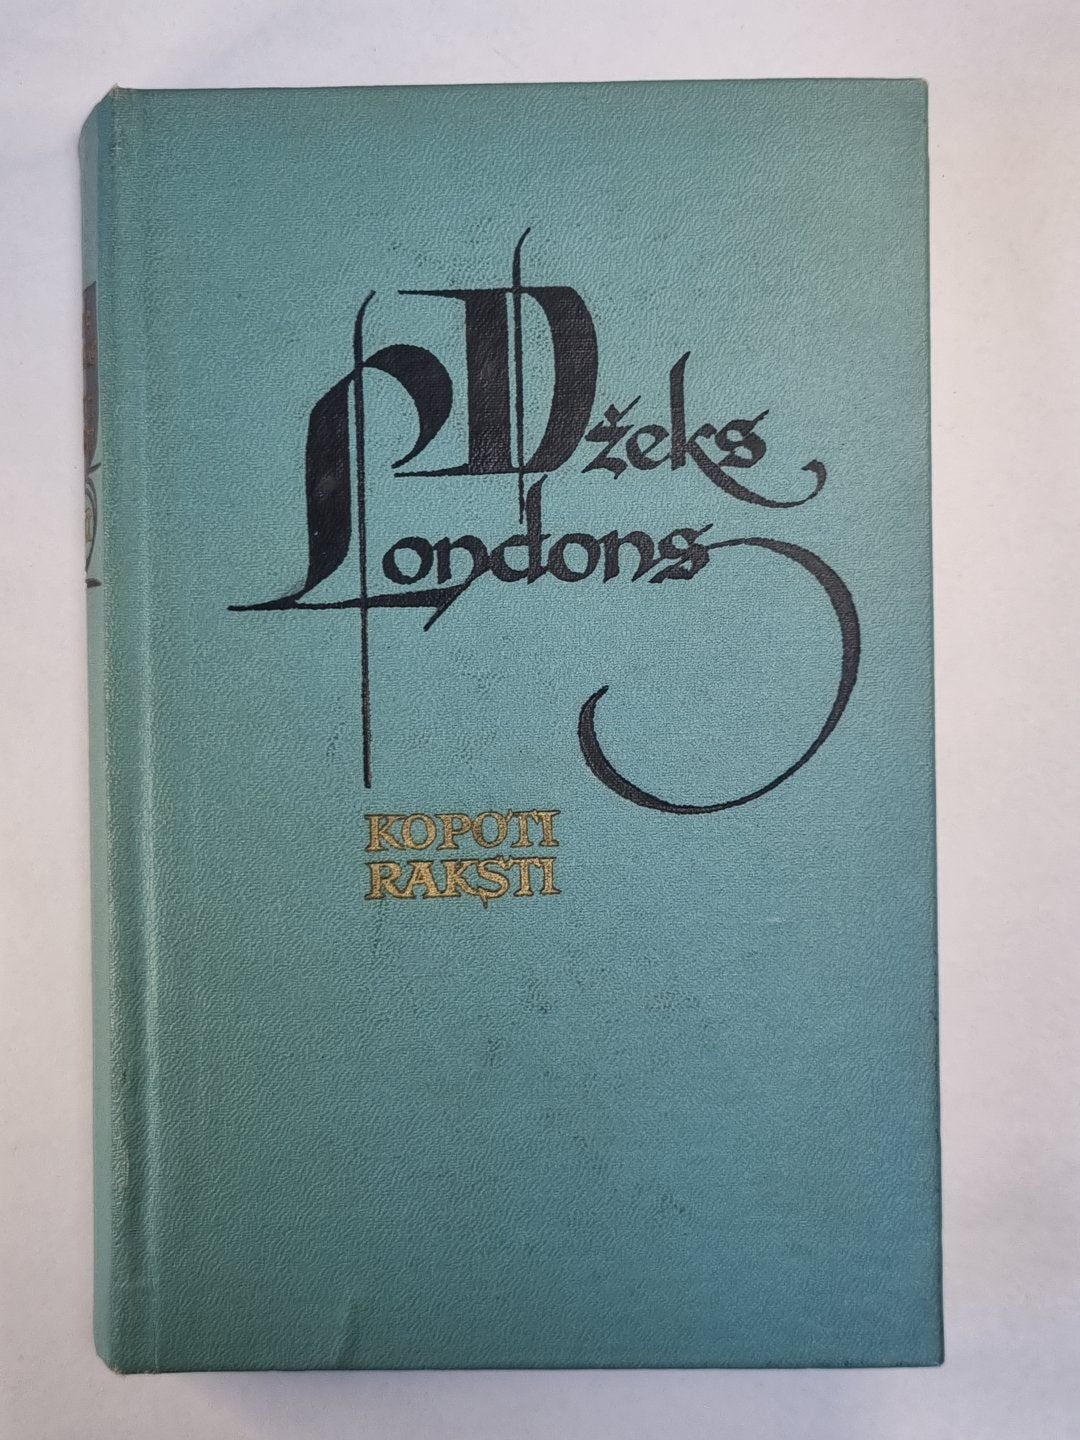 Džeks
Londons
KOPOTI
RAKSTI